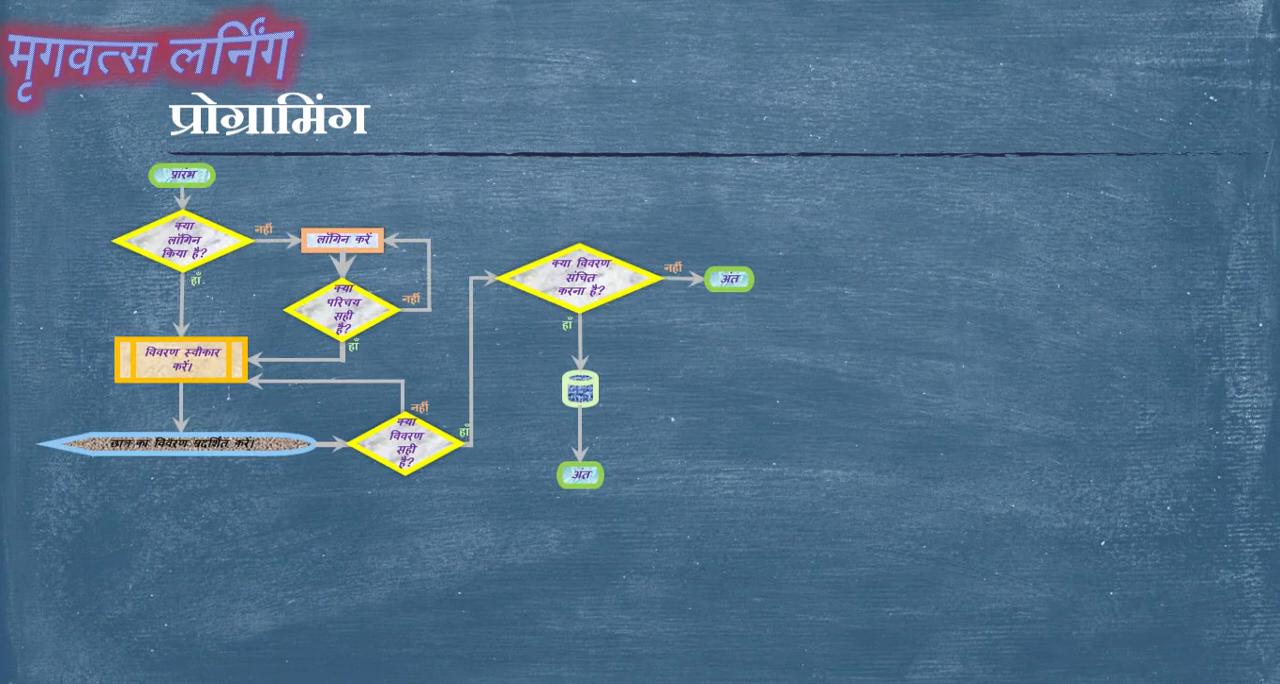 मृगवत्स लर्निंग
प्रोग्रामिंग
प्रारंभ
क्या
लॉगिन
किया है?
नहीं
लॉगिन करें
हाँ
क्या
परिचय
सही
है?
नहीं
हाँ
विवरण स्वीकार
करें।
छात्र का विवरण प्रदर्शित करें।
क्या
विवरण
सही
है?
नहीं
हाँ
क्या विवरण
संचित
करना है?
नहीं
अंत
हाँ
अंत